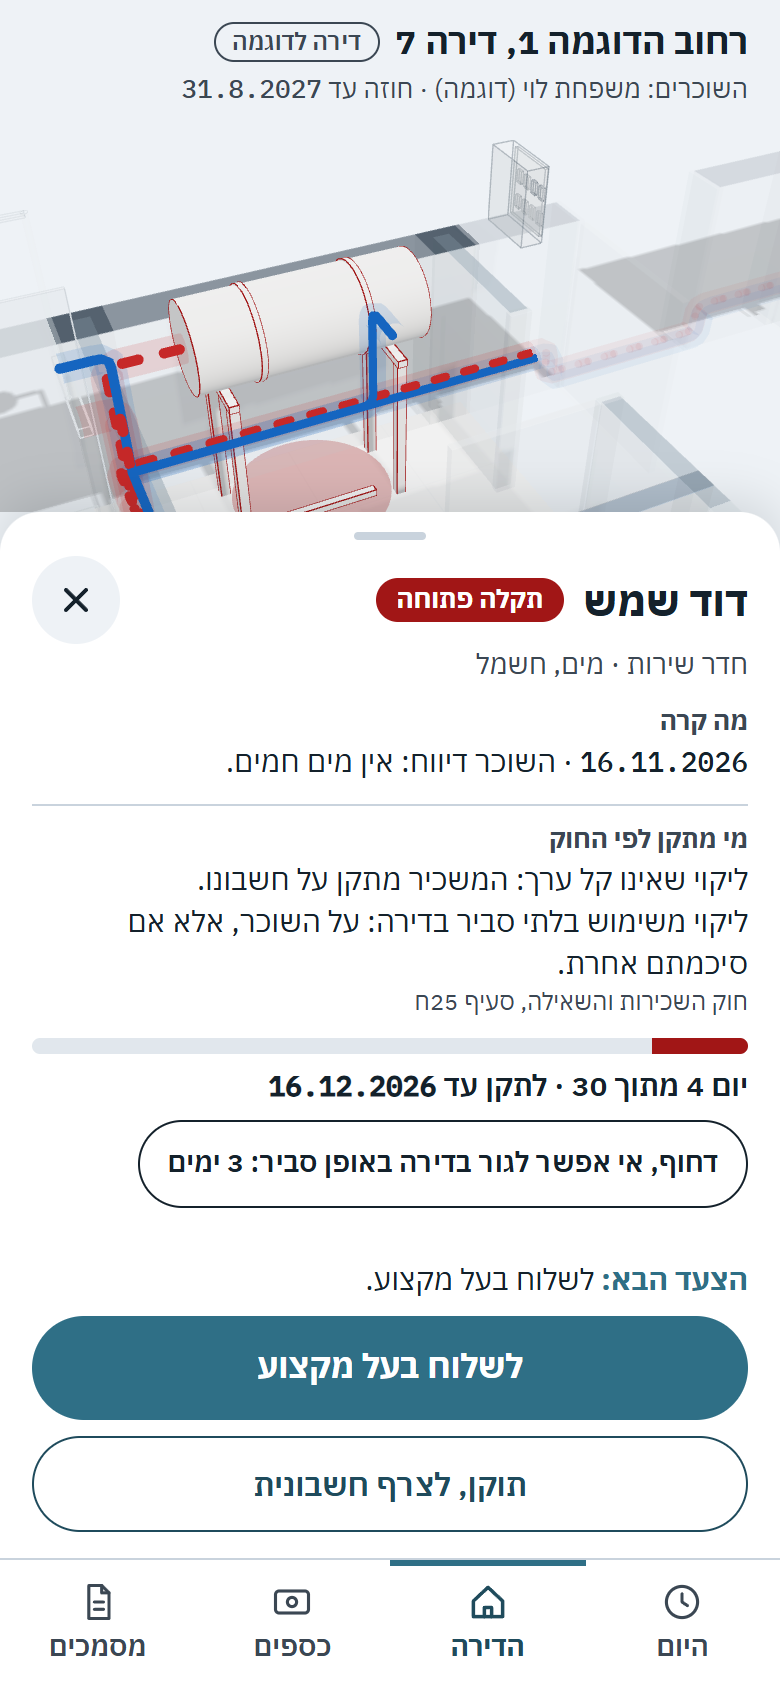 רחוב הדוגמה 1, דירה 7 דירה לדוגמה
השוכרים: משפחת לוי (דוגמה) · חוזה עד 31.8.2027
דוד שמש תקלה פתוחה
חדר שירות · מים, חשמל
מה קרה
16.11.2026 · השוכר דיווח: אין מים חמים.
מי מתקן לפי החוק
ליקוי שאינו קל ערך: המשכיר מתקן על חשבונו.
ליקוי משימוש בלתי סביר בדירה: על השוכר, אלא אם
סיכמתם אחרת.
חוק השכירות והשאילה, סעיף 25ח
יום 4 מתוך 30 · לתקן עד 16.12.2026
דחוף, אי אפשר לגור בדירה באופן סביר: 3 ימים
הצעד הבא: לשלוח בעל מקצוע.
לשלוח בעל מקצוע
תוקן, לצרף חשבונית
היום
הדירה
כספים
מסמכים